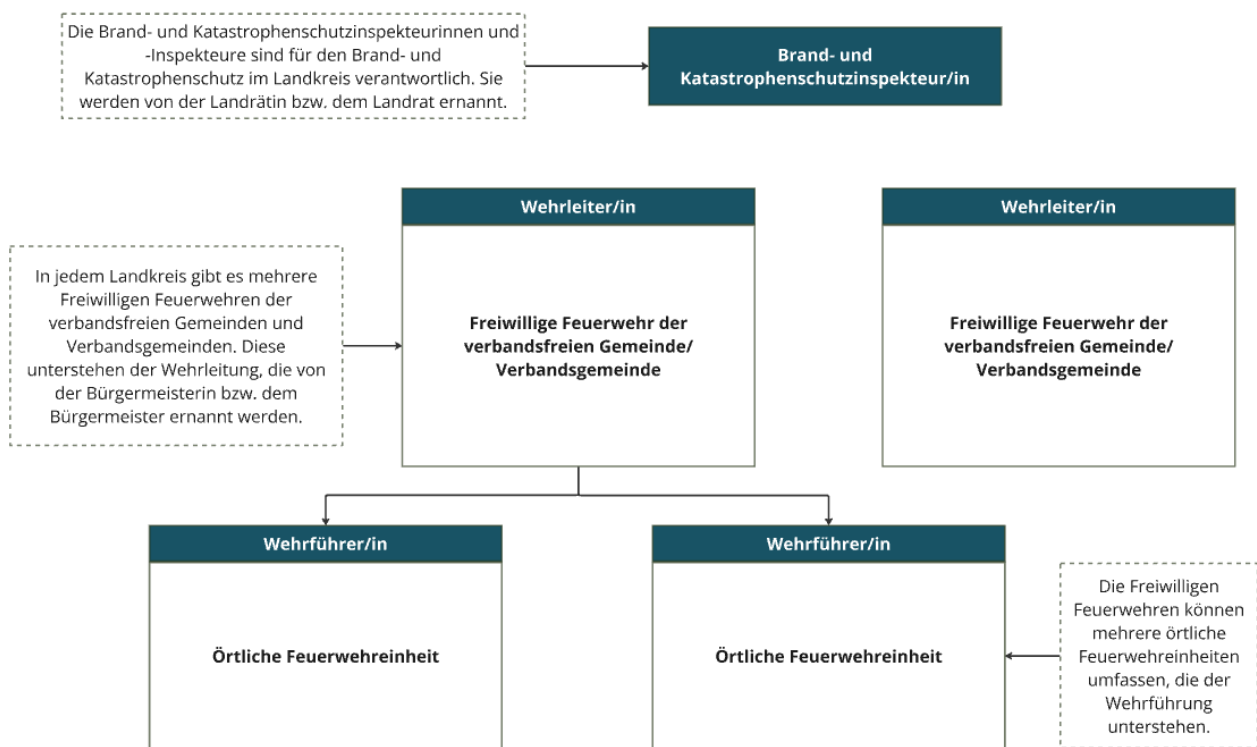 Die Brand- und Katastrophenschutzinspekteurinnen und
-Inspekteure sind für den Brand- und
Katastrophenschutz im Landkreis verantwortlich. Sie
werden von der Landrätin bzw. dem Landrat ernannt.
Brand- und
Katastrophenschutzinspekteur/in
Wehrleiter/in
Wehrleiter/in
In jedem Landkreis gibt es mehrere
Freiwilligen Feuerwehren der
verbandsfreien Gemeinden und
Verbandsgemeinden. Diese
unterstehen der Wehrleitung, die von
der Bürgermeisterin bzw. dem
Bürgermeister ernannt werden.
Freiwillige Feuerwehr der
verbandsfreien Gemeinde/
Verbandsgemeinde
Freiwillige Feuerwehr der
verbandsfreien Gemeinde/
Verbandsgemeinde
Wehrführer/in
Wehrführer/in
Örtliche Feuerwehreinheit
Örtliche Feuerwehreinheit
Die Freiwilligen
Feuerwehren können
mehrere örtliche
Feuerwehreinheiten
umfassen, die der
Wehrführung
unterstehen.